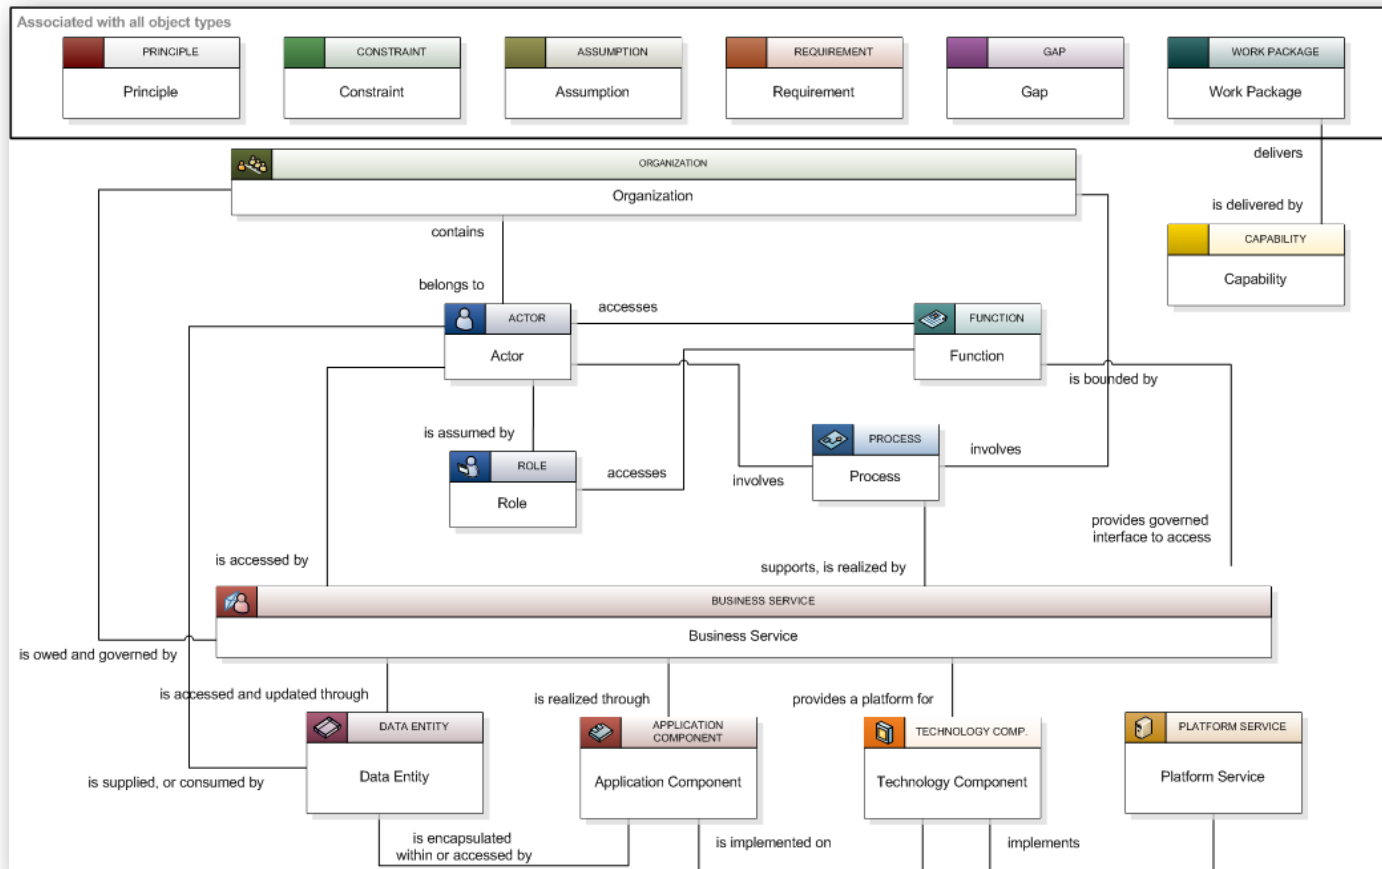 Associated with all object types
PRINCIPLE
Principle
CONSTRAINT
Constraint
ASSUMPTION
Assumption
REQUIREMENT
Requirement
GAP
Gap
WORK PACKAGE
Work Package
delivers
is delivered by
CAPABILITY
Capability
ORGANIZATION
Organization
contains
belongs to
ACTOR
Actor
accesses
FUNCTION
Function
is bounded by
is assumed by
ROLE
Role
accesses
involves
PROCESS
Process
involves
provides governed
interface to access
is accessed by
supports, is realized by
BUSINESS SERVICE
Business Service
is owed and governed by
is accessed and updated through
is realized through
provides a platform for
DATA ENTITY
Data Entity
APPLICATION
COMPONENT
Application Component
TECHNOLOGY COMP.
Technology Component
PLATFORM SERVICE
Platform Service
is supplied, or consumed by
is encapsulated
within or accessed by
is implemented on
implements